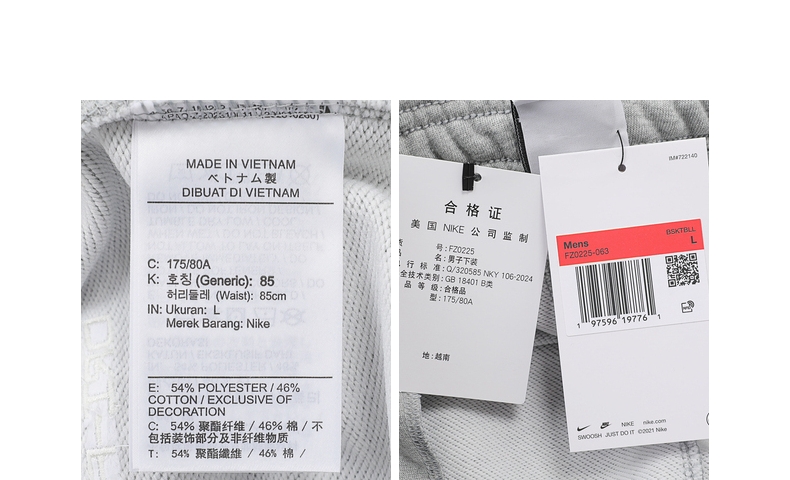 MADE IN VIETNAM
ベトナム製
DIBUAT DI VIETNAM
C: 175/80A
K: 호칭 (Generic): 85
허리둘레 (Waist): 85cm
IN: Ukuran: L
Merek Barang: Nike
E: 54% POLYESTER / 46%
COTTON / EXCLUSIVE OF
DECORATION
C: 54% 聚酯纤维 / 46% 棉 / 不
包括装饰部分及非纤维物质
T: 54% 聚酯纖維 / 46% 棉 /
合格证
美国 NIKE 公司监制
号:FZ0225
名:男子下装
行标准:Q/320585 NKY 106-2024
全技术类别:GB 18401 B类
品等级:合格品
型:175/80A
地:越南
IM#722140
BSKTBLL
Mens
L
FZ0225-063
1 97596 19776 1
NIKE nike.com
SWOOSH JUST DO IT ©2021 Nike